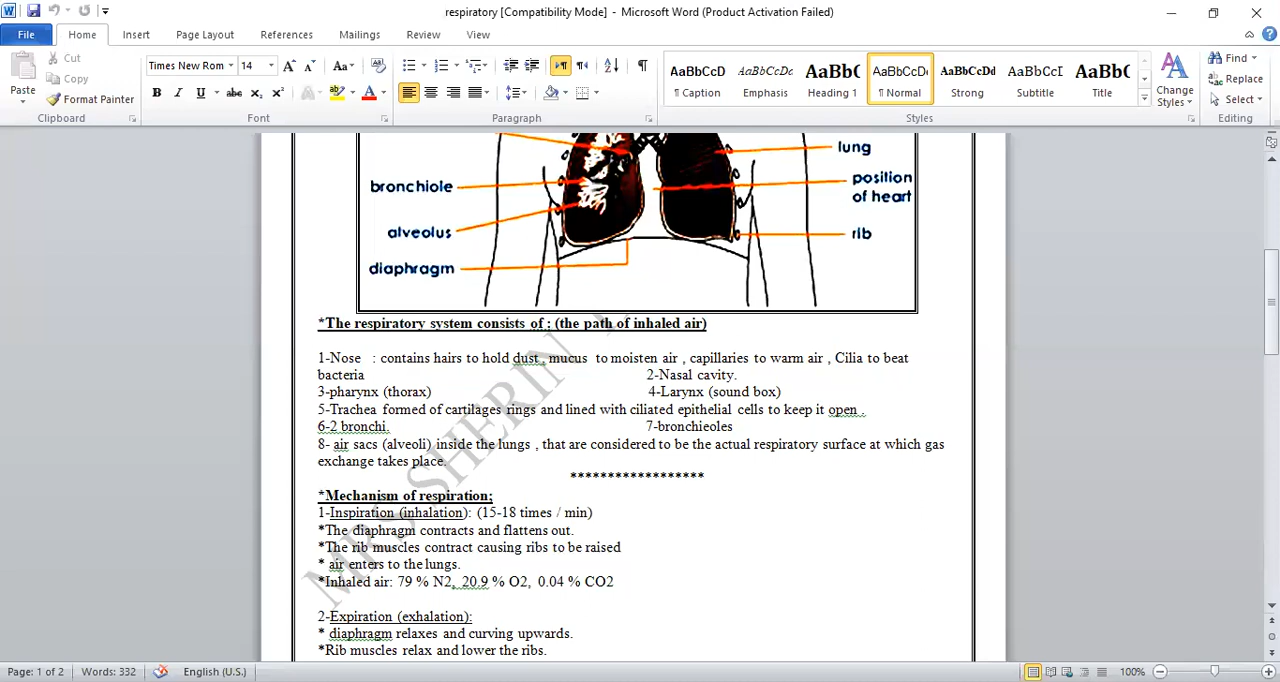 respiratory [Compatibility Mode] - Microsoft Word (Product Activation Failed)
File Home Insert Page Layout References Mailings Review View
Paste
Cut
Copy
Format Painter
Clipboard
Times New Rom 14
Font
Paragraph
AaBbCcD AaBbCcDc AaBbC AaBbCcDc AaBbCcDd AaBbCcI AaBbC
¶ Caption Emphasis Heading 1 ¶ Normal Strong Subtitle Title
Change Styles
Styles
Find
Replace
Select
Editing
lung
bronchiole
position
of heart
alveolus
rib
diaphragm
*The respiratory system consists of : (the path of inhaled air)
1-Nose : contains hairs to hold dust , mucus to moisten air , capillaries to warm air , Cilia to beat
bacteria 2-Nasal cavity.
3-pharynx (thorax) 4-Larynx (sound box)
5-Trachea formed of cartilages rings and lined with ciliated epithelial cells to keep it open .
6-2 bronchi. 7-bronchieoles
8- air sacs (alveoli) inside the lungs , that are considered to be the actual respiratory surface at which gas
exchange takes place.
******************
*Mechanism of respiration;
1-Inspiration (inhalation): (15-18 times / min)
*The diaphragm contracts and flattens out.
*The rib muscles contract causing ribs to be raised
* air enters to the lungs.
*Inhaled air: 79 % N2, 20.9 % O2, 0.04 % CO2
2-Expiration (exhalation):
* diaphragm relaxes and curving upwards.
*Rib muscles relax and lower the ribs.
MRS SHERIN
Page: 1 of 2 Words: 332 English (U.S.) 100%